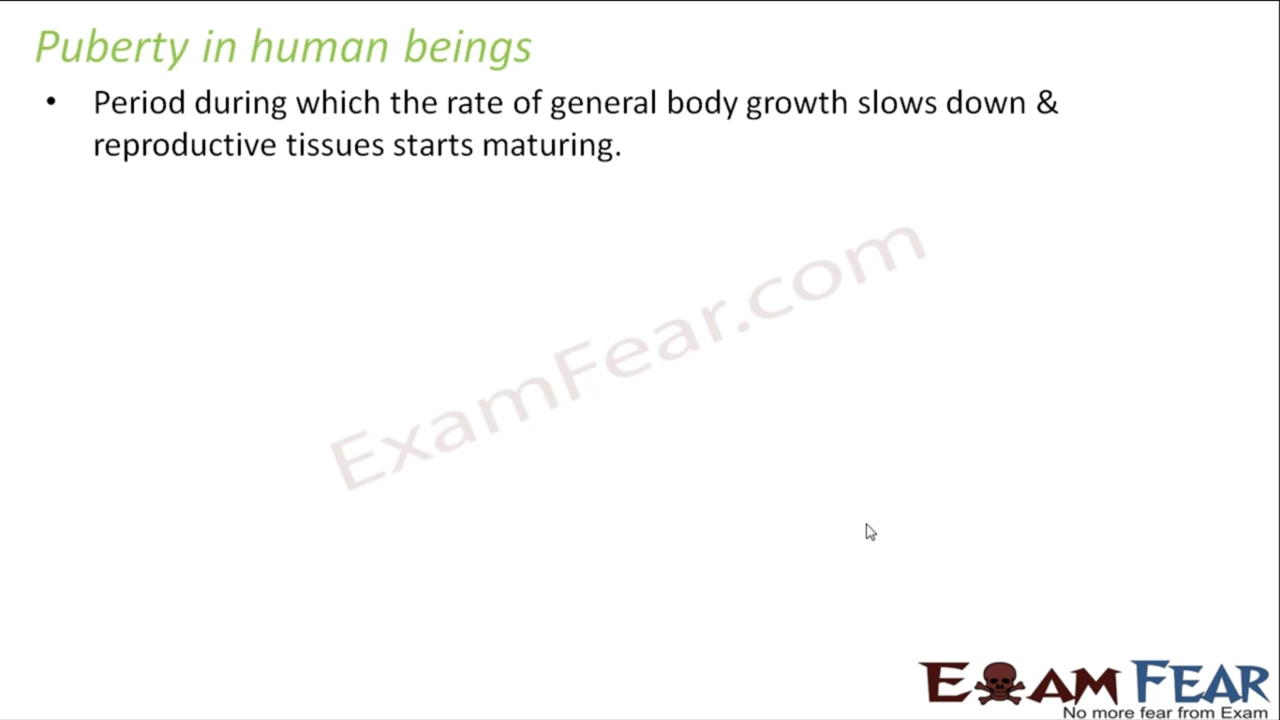 Puberty in human beings
• Period during which the rate of general body growth slows down &
reproductive tissues starts maturing.
ExamFear.com
EXAM FEAR
No more fear from Exam